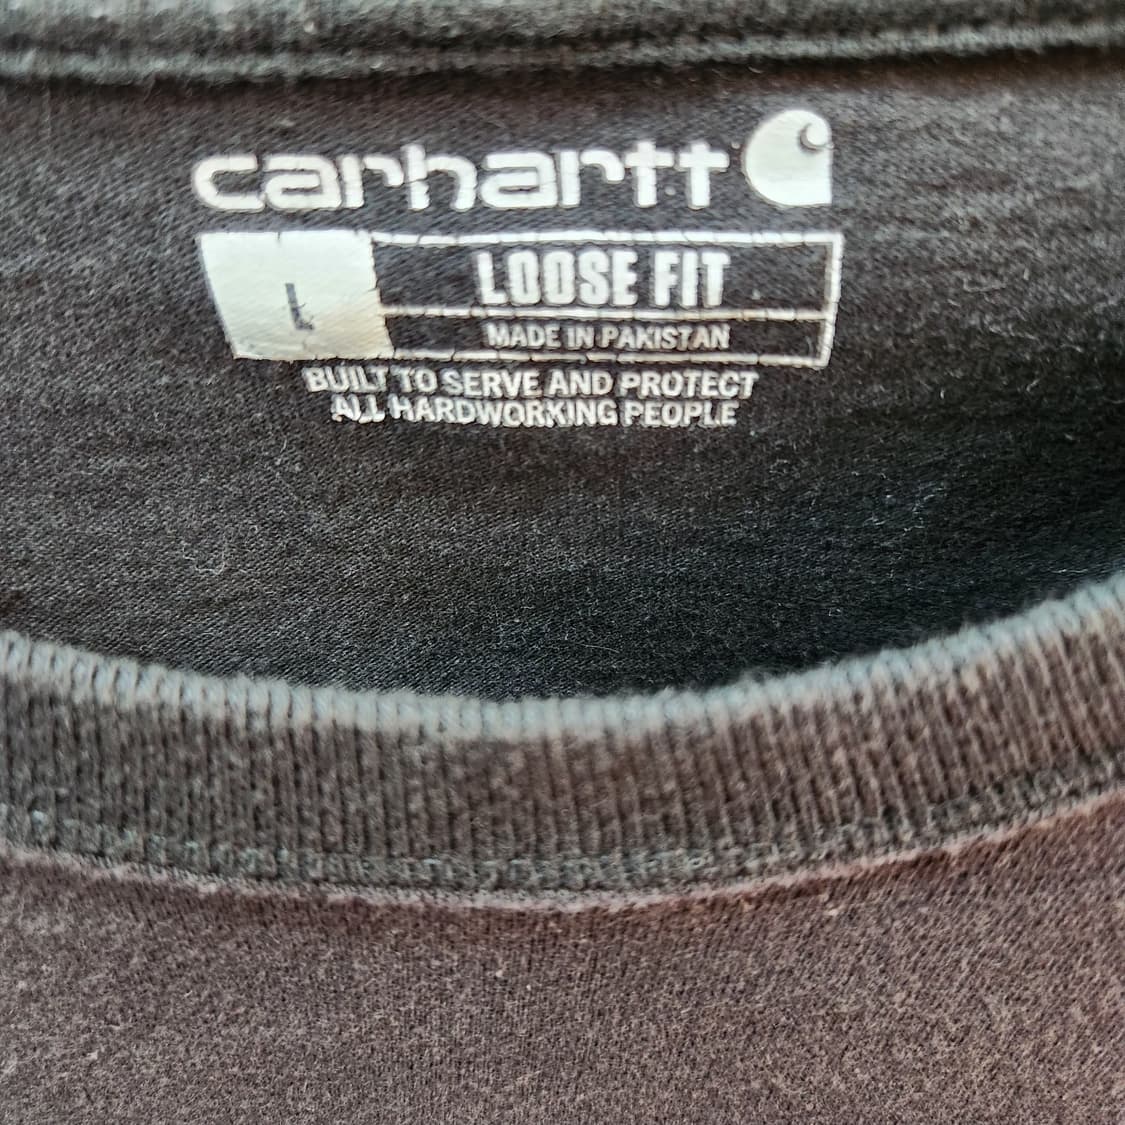 carhartt
L
LOOSE FIT
MADE IN PAKISTAN
BUILT TO SERVE AND PROTECT
ALL HARDWORKING PEOPLE